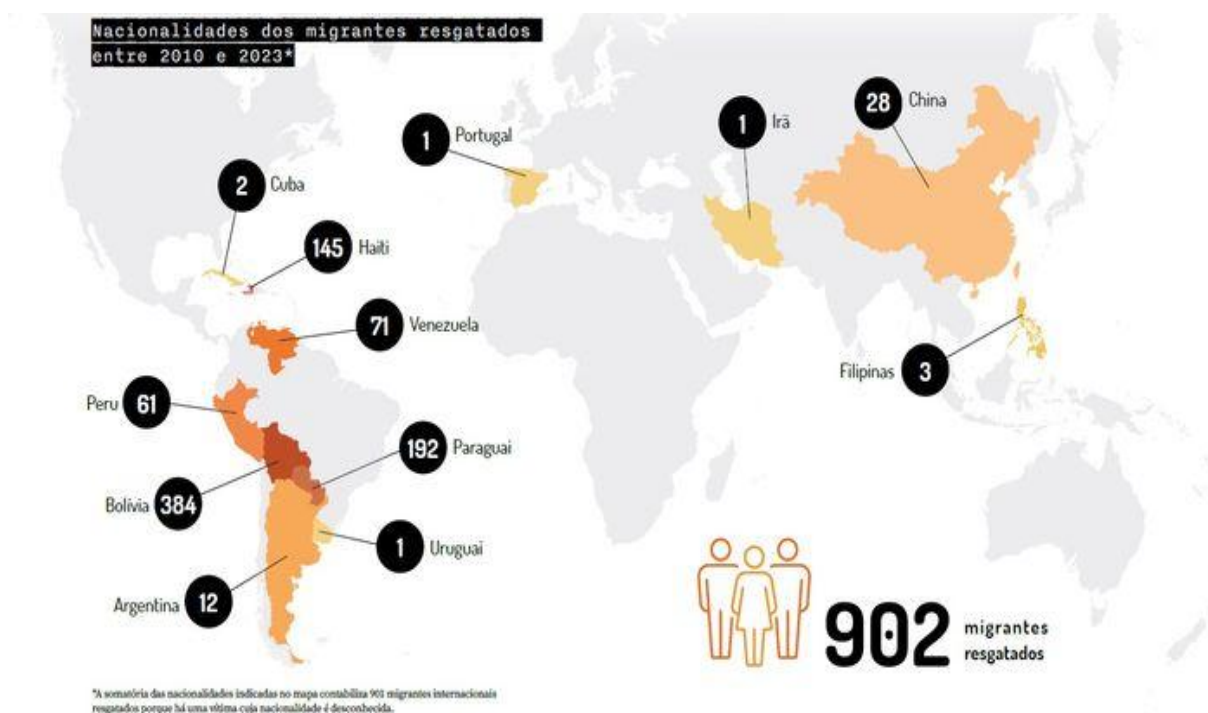 Nacionalidades dos migrantes resgatados
entre 2010 e 2023*
28 China
1 Irã
1 Portugal
2 Cuba
145 Haiti
71 Venezuela
Filipinas 3
Peru 61
192 Paraguai
Bolívia 384
1 Uruguai
Argentina 12
902 migrantes
resgatados
*A somatória das nacionalidades indicadas no mapa contabiliza 901 migrantes internacionais
resgatados porque há uma vítima cuja nacionalidade é desconhecida.